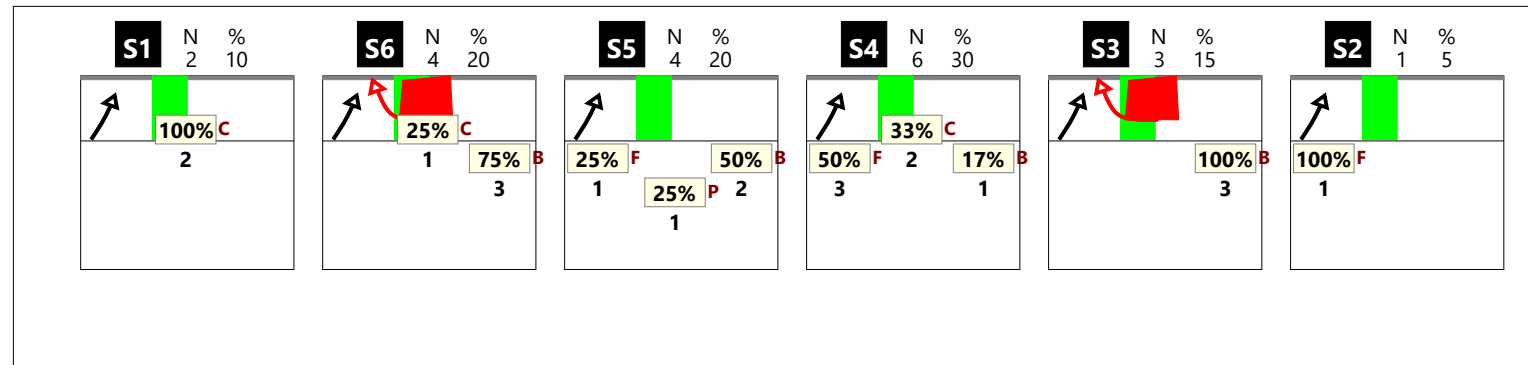 S1 N % 2 10
100% C
2
S6 N % 4 20
25% C
1
75% B
3
S5 N % 4 20
25% F
1
50% B
2
25% P
1
S4 N % 6 30
33% C
2
50% F
3
17% B
1
S3 N % 3 15
100% B
3
S2 N % 1 5
100% F
1